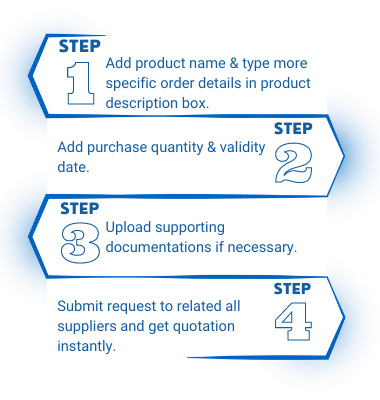 STEP
1
Add product name & type more
specific order details in product
description box.
STEP
2
Add purchase quantity & validity
date.
STEP
3
Upload supporting
documentations if necessary.
STEP
4
Submit request to related all
suppliers and get quotation
instantly.